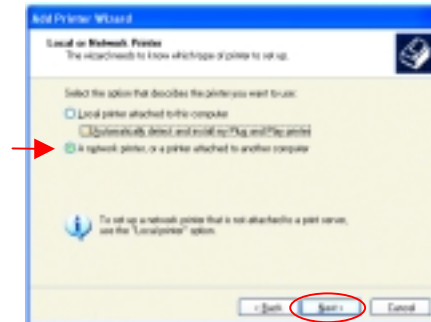 Add Printer Wizard
Local or Network Printer
The wizard needs to know which type of printer to set up.
Select the option that describes the printer you want to use:
Local printer attached to this computer
Automatically detect and install my Plug and Play printer
A network printer, or a printer attached to another computer
To set up a network printer that is not attached to a print server,
use the "Local printer" option.
< Back Next > Cancel